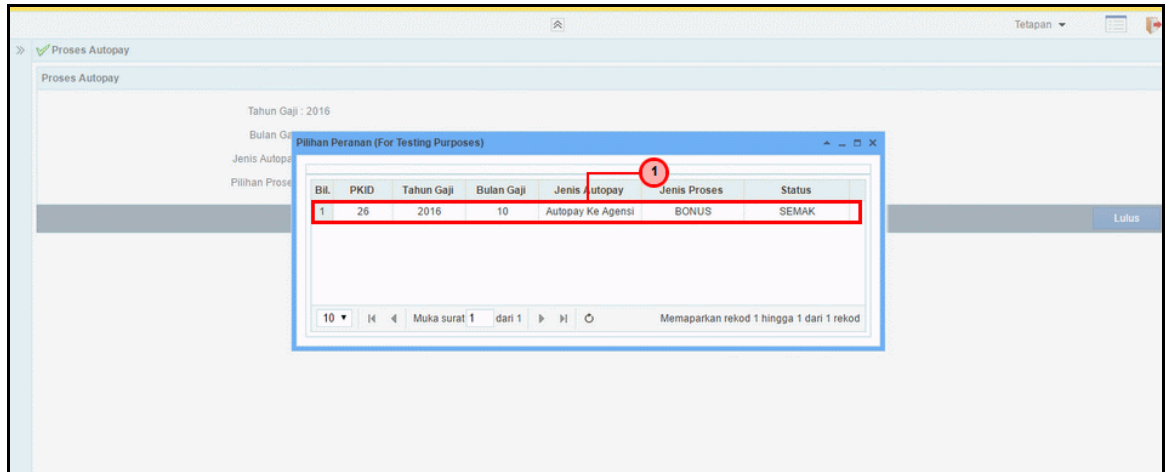 Tetapan
Proses Autopay
Proses Autopay
Tahun Gaji : 2016
Bulan Ga
Jenis Autopa
Pilihan Prose
Pilihan Peranan (For Testing Purposes)
1
Bil. PKID Tahun Gaji Bulan Gaji Jenis Autopay Jenis Proses Status
1 26 2016 10 Autopay Ke Agensi BONUS SEMAK
Lulus
10 Muka surat 1 dari 1 Memaparkan rekod 1 hingga 1 dari 1 rekod